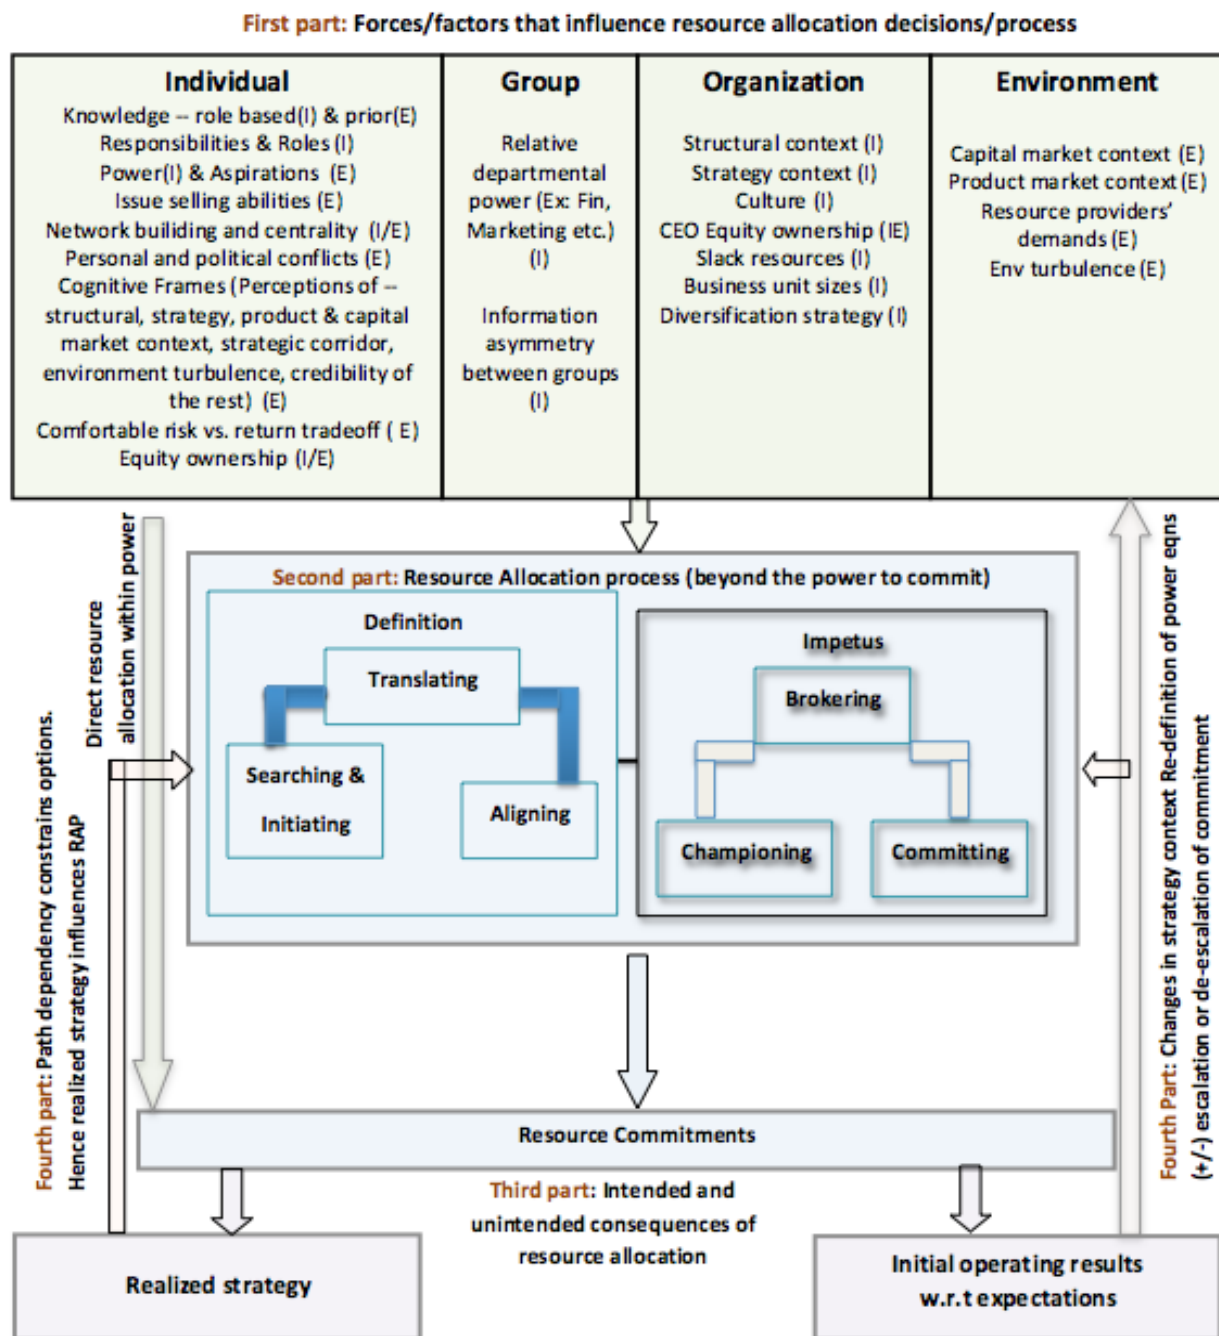 First part: Forces/factors that influence resource allocation decisions/process
Individual
Knowledge -- role based(I) & prior(E)
Responsibilities & Roles (I)
Power(I) & Aspirations (E)
Issue selling abilities (E)
Network builiding and centrality (I/E)
Personal and political conflicts (E)
Cognitive Frames (Perceptions of --
structural, strategy, product & capital
market context, strategic corridor,
environment turbulence, credibility of
the rest) (E)
Comfortable risk vs. return tradeoff ( E)
Equity ownership (I/E)
Group
Relative
departmental
power (Ex: Fin,
Marketing etc.)
(I)
Information
asymmetry
between groups
(I)
Organization
Structural context (I)
Strategy context (I)
Culture (I)
CEO Equity ownership (IE)
Slack resources (I)
Business unit sizes (I)
Diversification strategy (I)
Environment
Capital market context (E)
Product market context (E)
Resource providers'
demands (E)
Env turbulence (E)
Direct resource
allocation within power
Second part: Resource Allocation process (beyond the power to commit)
Definition
Translating
Searching &
Initiating
Aligning
Impetus
Brokering
Championing
Committing
Fourth part: Path dependency constrains options.
Hence realized strategy influences RAP
Fourth Part: Changes in strategy context Re-definition of power eqns
(+/-) escalation or de-escalation of commitment
Resource Commitments
Third part: Intended and
unintended consequences of
resource allocation
Realized strategy
Initial operating results
w.r.t expectations